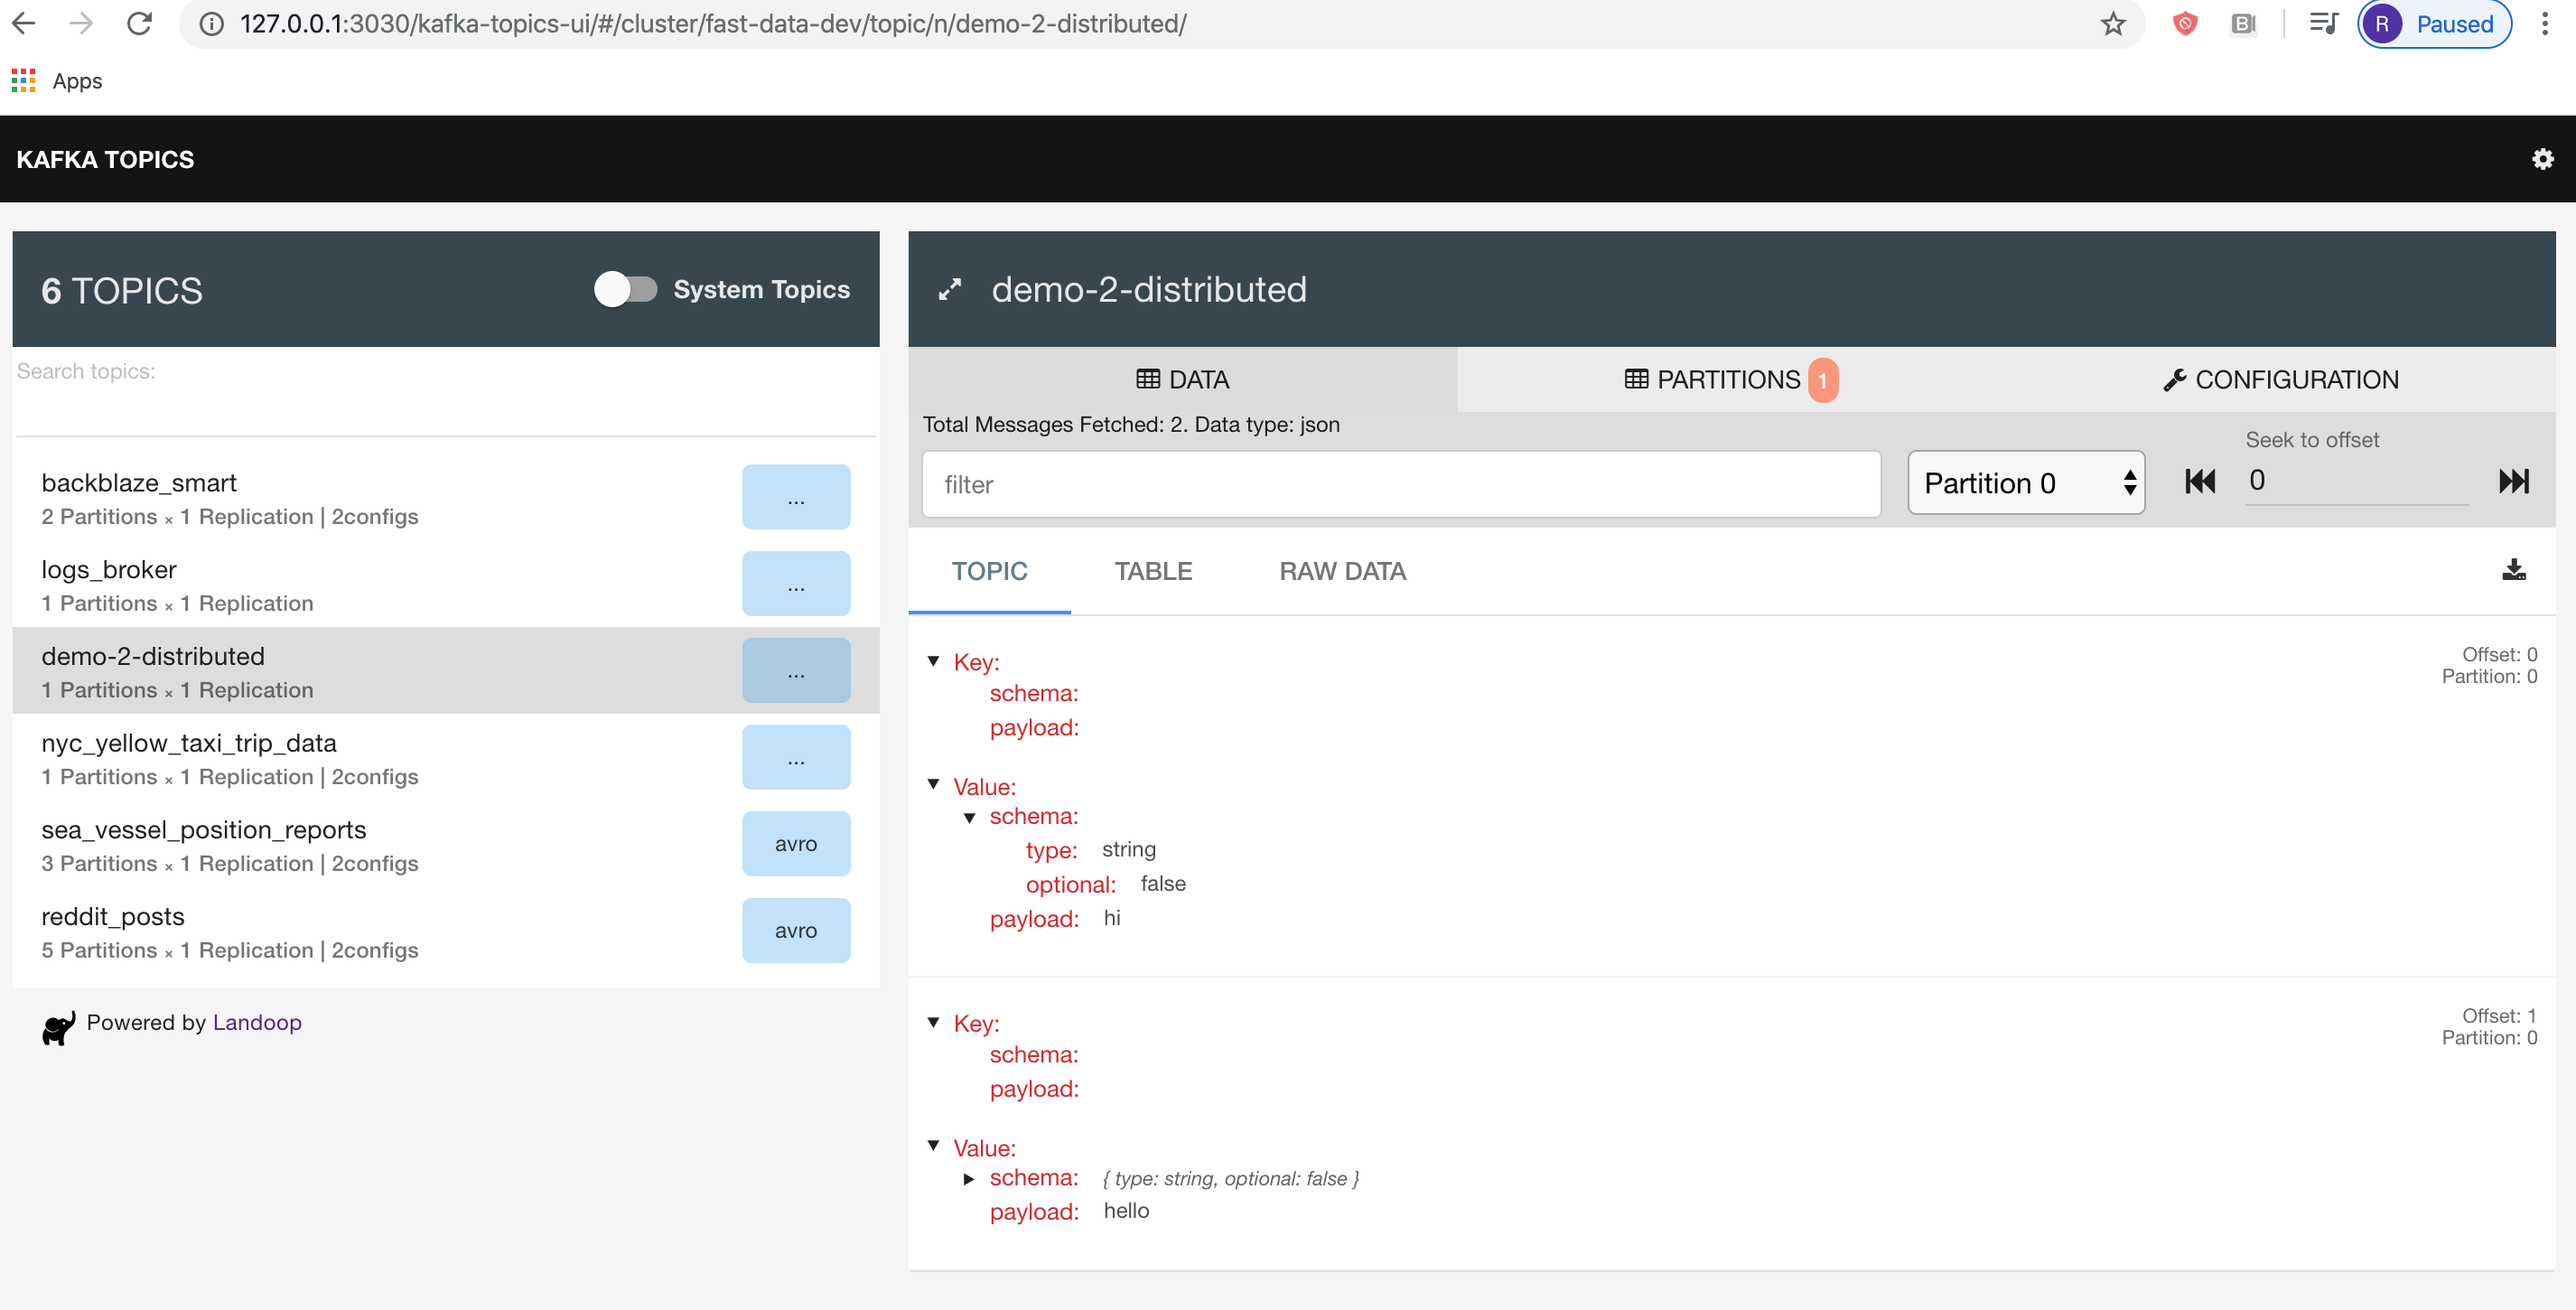 127.0.0.1:3030/kafka-topics-ui/#/cluster/fast-data-dev/topic/n/demo-2-distributed/
R Paused
Apps
KAFKA TOPICS
6 TOPICS
System Topics
Search topics:
backblaze_smart
2 Partitions × 1 Replication | 2configs
...
logs_broker
1 Partitions × 1 Replication
...
demo-2-distributed
1 Partitions × 1 Replication
...
nyc_yellow_taxi_trip_data
1 Partitions × 1 Replication | 2configs
...
sea_vessel_position_reports
3 Partitions × 1 Replication | 2configs
avro
reddit_posts
5 Partitions × 1 Replication | 2configs
avro
Powered by Landoop
demo-2-distributed
DATA
PARTITIONS 1
CONFIGURATION
Total Messages Fetched: 2. Data type: json
filter
Partition 0
Seek to offset
0
TOPIC
TABLE
RAW DATA
Key:
Offset: 0
Partition: 0
schema:
payload:
Value:
schema:
type: string
optional: false
payload: hi
Key:
Offset: 1
Partition: 0
schema:
payload:
Value:
schema: { type: string, optional: false }
payload: hello